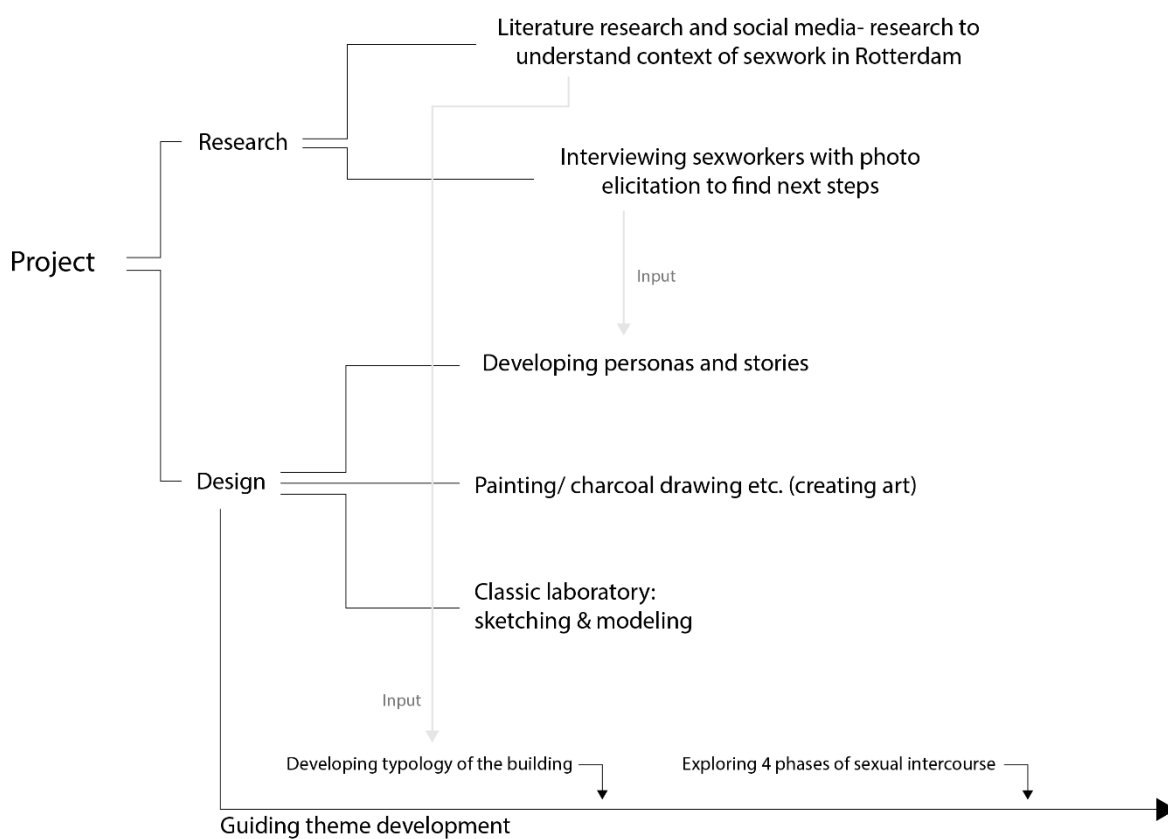 Literature research and social media- research to
understand context of sexwork in Rotterdam
Research
Interviewing sexworkers with photo
elicitation to find next steps
Project
Input
Developing personas and stories
Design
Painting/ charcoal drawing etc. (creating art)
Classic laboratory:
sketching & modeling
Input
Developing typology of the building
Exploring 4 phases of sexual intercourse
Guiding theme development